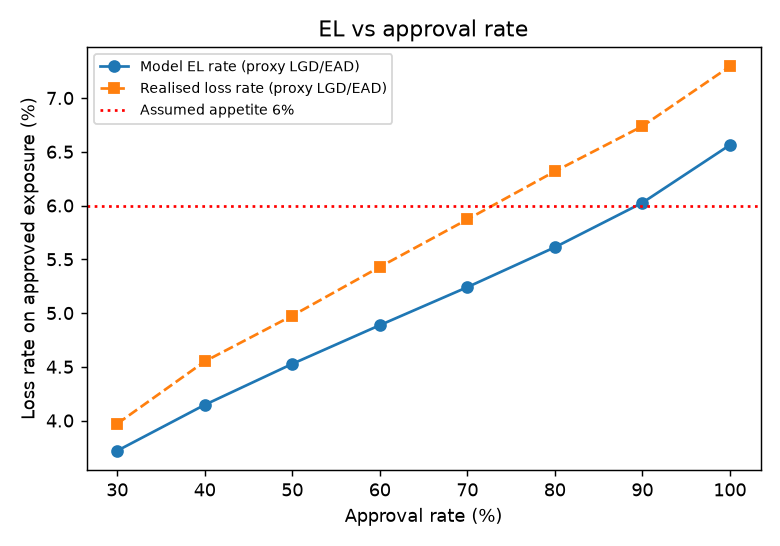 EL vs approval rate
Model EL rate (proxy LGD/EAD)
Realised loss rate (proxy LGD/EAD)
Assumed appetite 6%
Loss rate on approved exposure (%)
7.0
6.5
6.0
5.5
5.0
4.5
4.0
30 40 50 60 70 80 90 100
Approval rate (%)